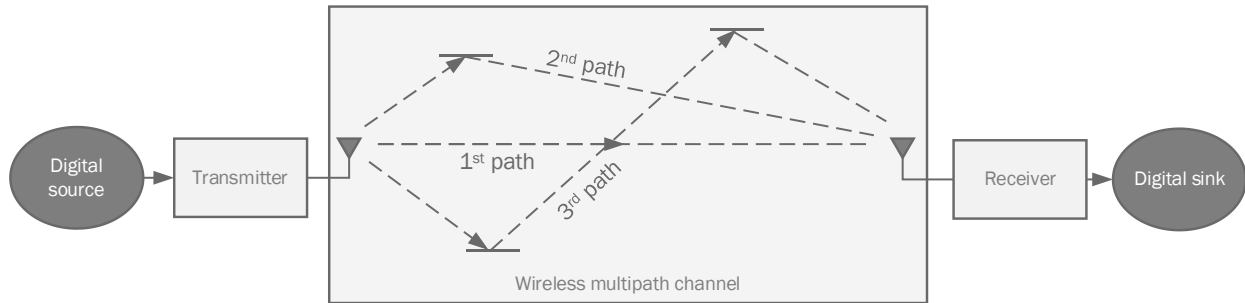 2nd path
Digital
source
Transmitter
1st path
3rd path
Receiver
Digital sink
Wireless multipath channel